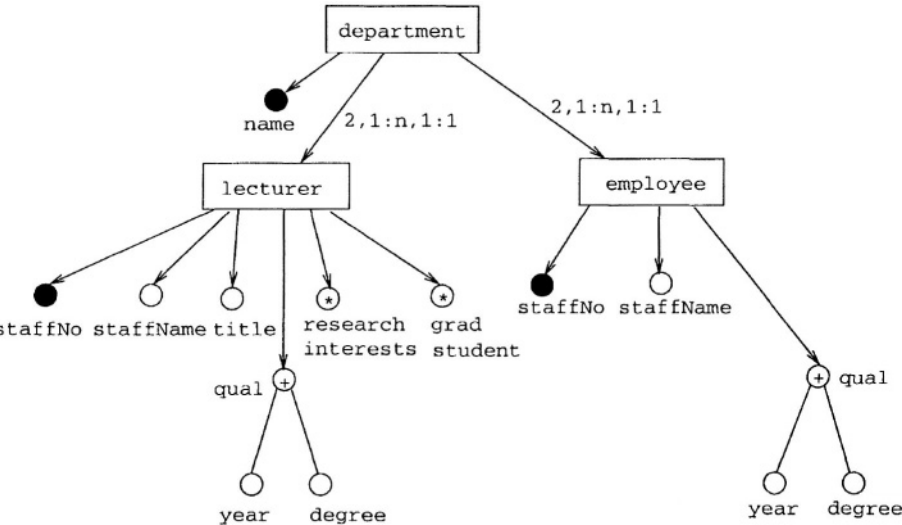 department
name
2,1:n,1:1
2,1:n,1:1
lecturer
employee
staffNo staffName title
research
interests
grad
student
staffNo staffName
qual
+
+
qual
*
*
year degree
year degree